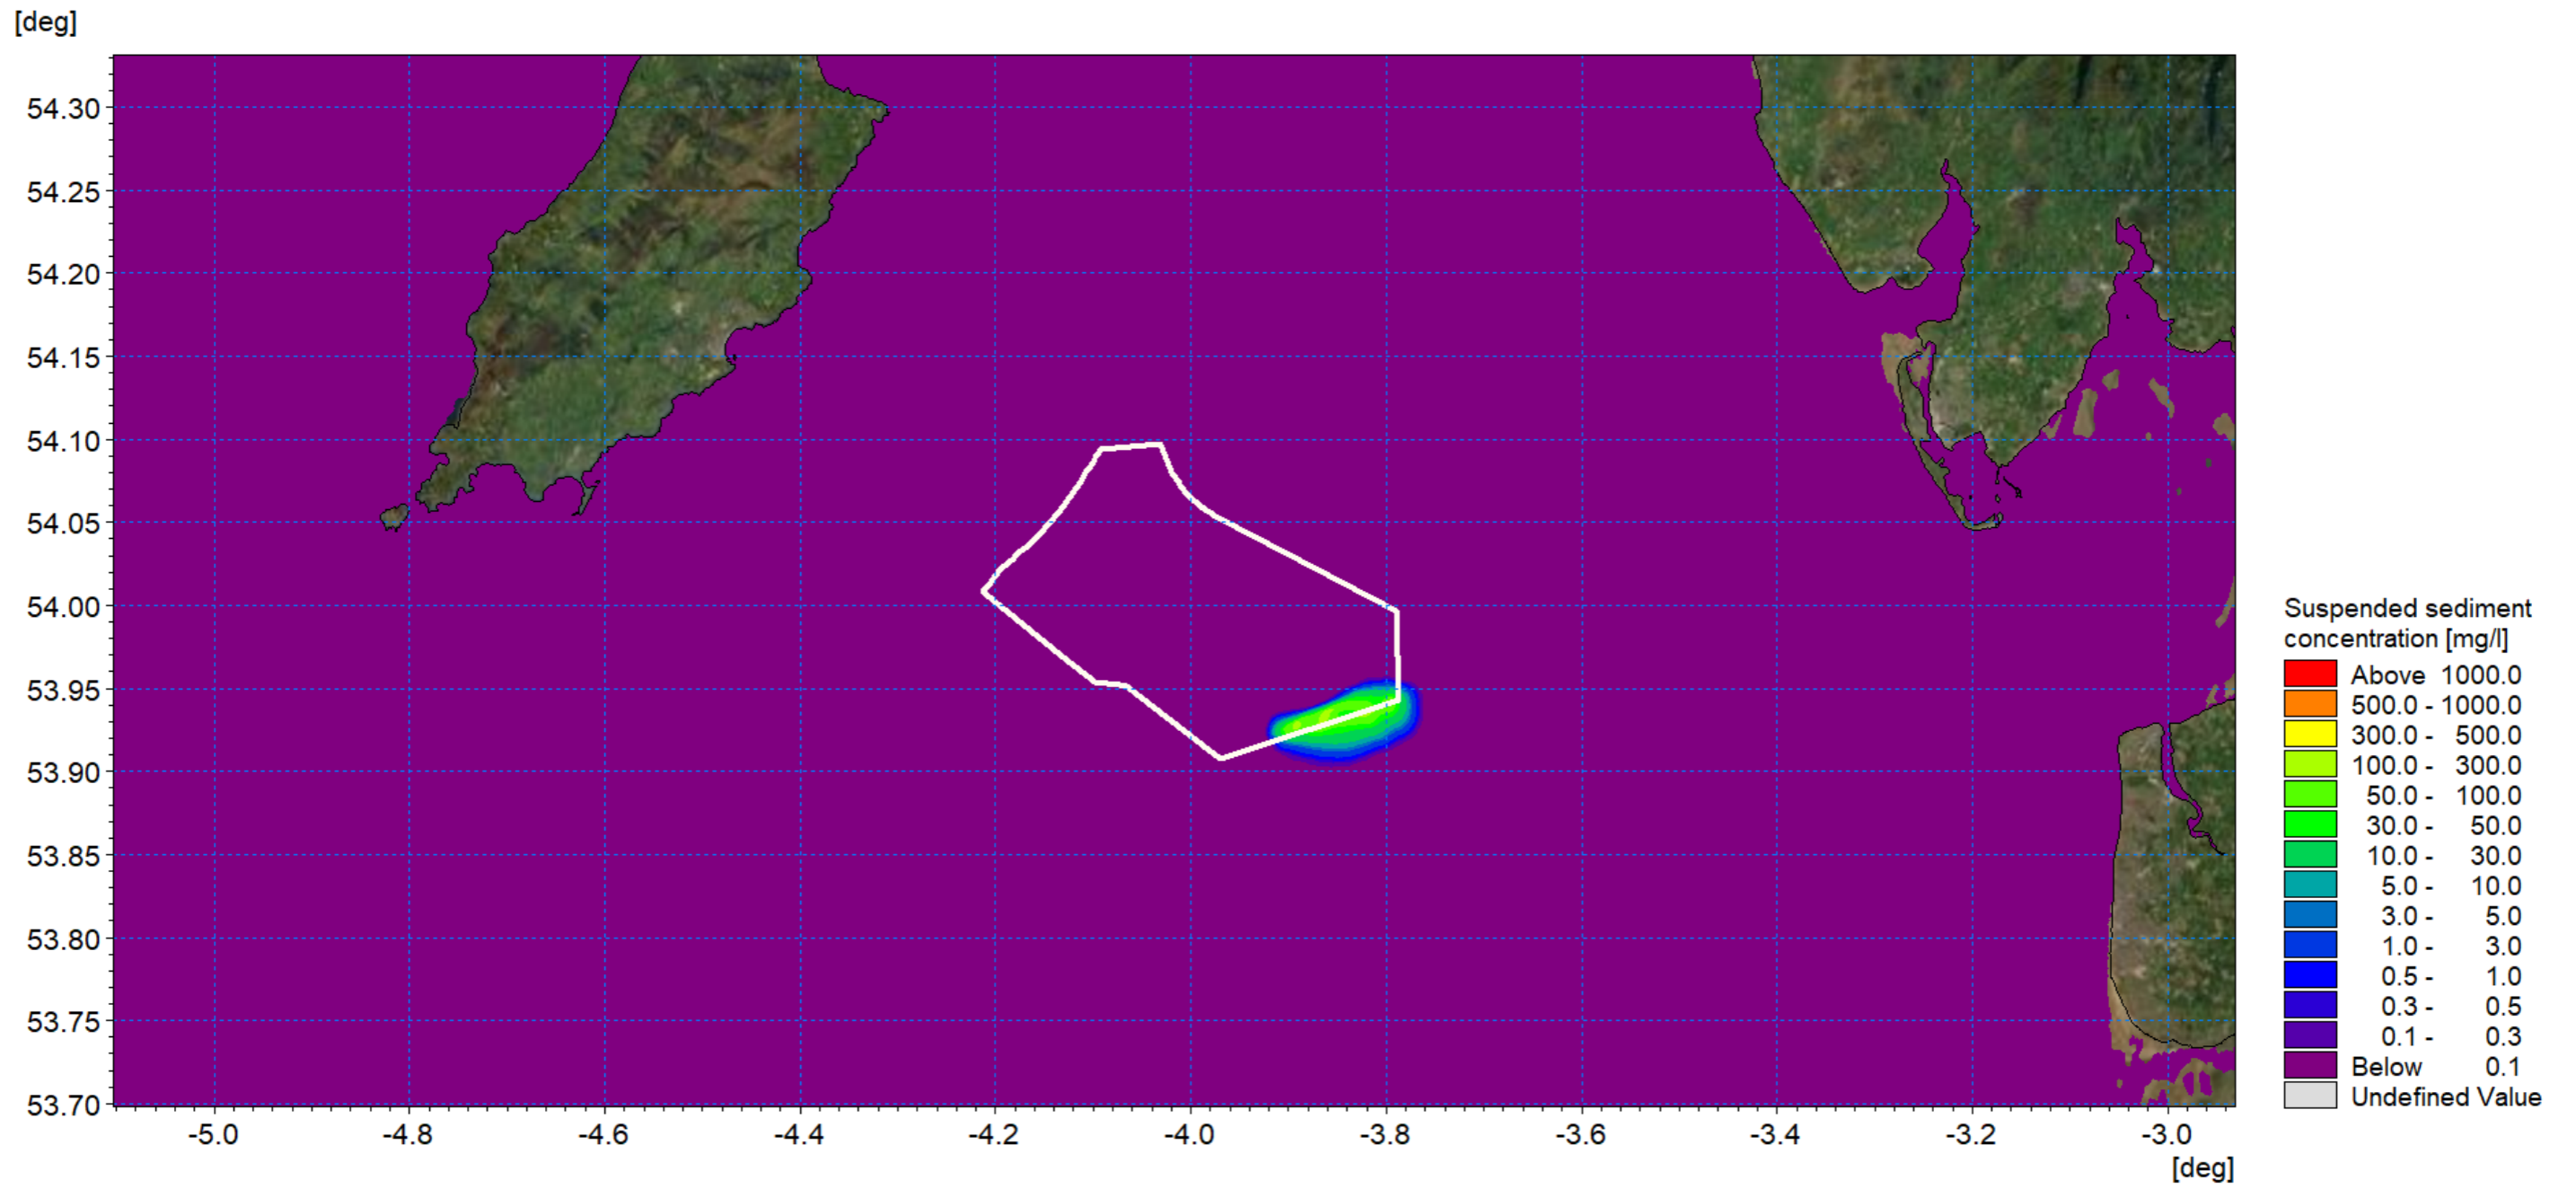 [deg]
54.30
54.25
54.20
54.15
54.10
54.05
54.00
53.95
53.90
53.85
53.80
53.75
53.70
-5.0 -4.8 -4.6 -4.4 -4.2 -4.0 -3.8 -3.6 -3.4 -3.2 -3.0
[deg]
Suspended sediment
concentration [mg/l]
Above 1000.0
500.0 - 1000.0
300.0 - 500.0
100.0 - 300.0
50.0 - 100.0
30.0 - 50.0
10.0 - 30.0
5.0 - 10.0
3.0 - 5.0
1.0 - 3.0
0.5 - 1.0
0.3 - 0.5
0.1 - 0.3
Below 0.1
Undefined Value